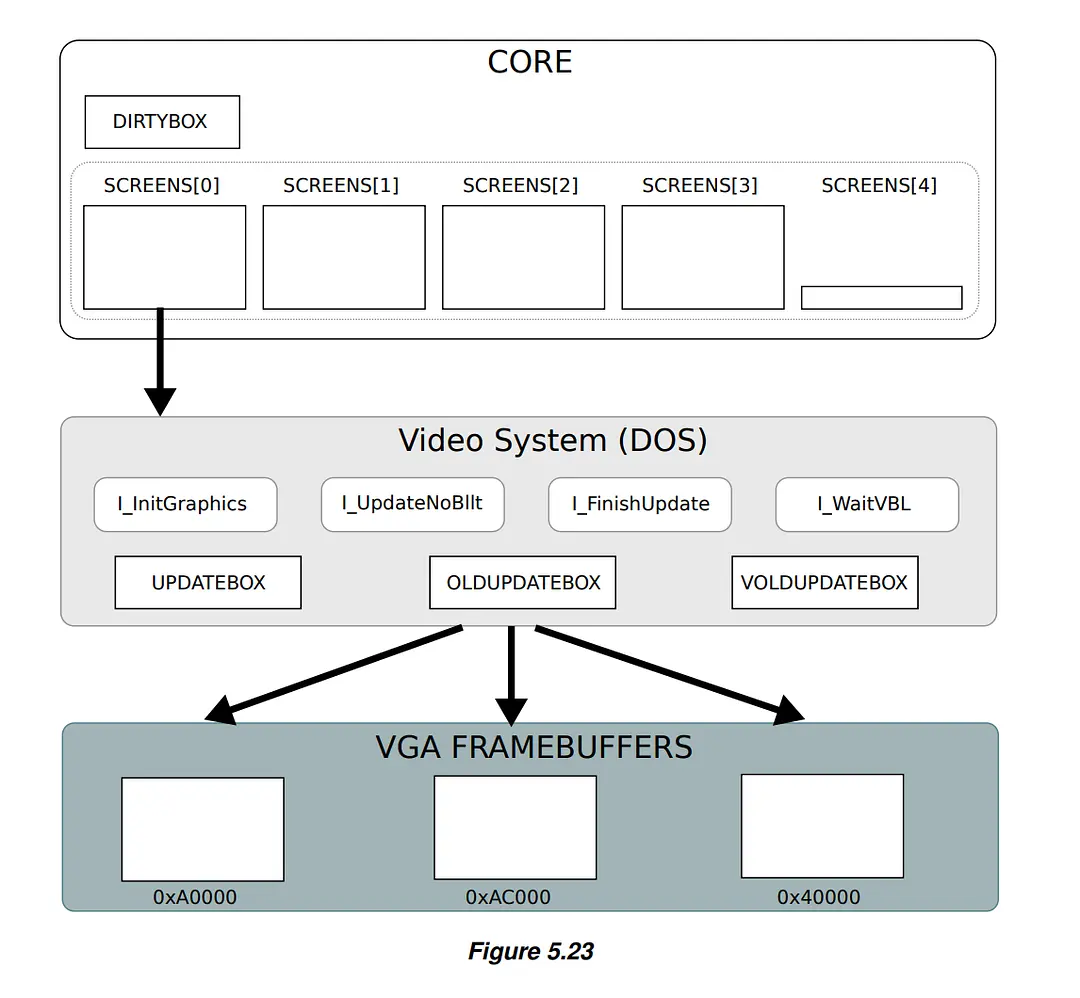 CORE
DIRTYBOX
SCREENS[0] SCREENS[1] SCREENS[2] SCREENS[3] SCREENS[4]
Video System (DOS)
I_InitGraphics I_UpdateNoBllt I_FinishUpdate I_WaitVBL
UPDATEBOX OLDUPDATEBOX VOLDUPDATEBOX
VGA FRAMEBUFFERS
0xA0000 0xAC000 0x40000
Figure 5.23